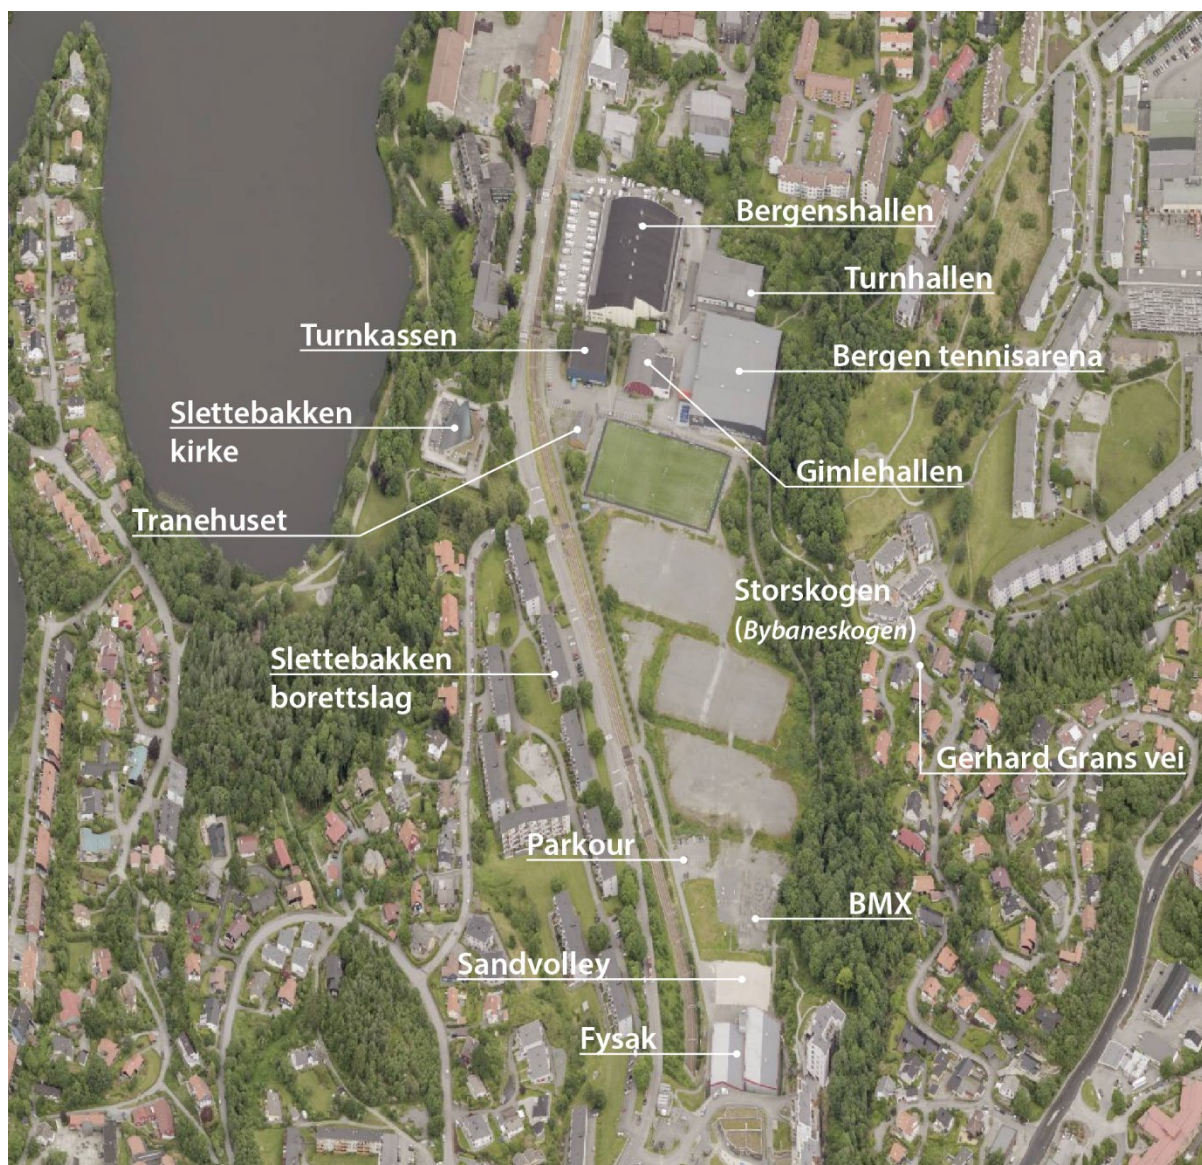 Bergenshallen
Turnhallen
Turnkassen
Bergen tennisarena
Slettebakken
kirke
Gimlehallen
Tranehuset
Storskogen
(Bybaneskogen)
Slettebakken
borettslag
Gerhard Grans vei
Parkour
BMX
Sandvolley
Fysak